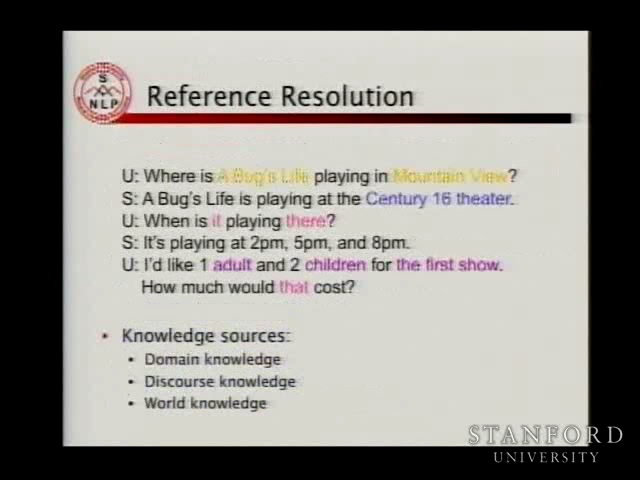 S
NLP
Reference Resolution
U: Where is A Bug's Life playing in Mountain View?
S: A Bug's Life is playing at the Century 16 theater.
U: When is it playing there?
S: It's playing at 2pm, 5pm, and 8pm.
U: I'd like 1 adult and 2 children for the first show.
How much would that cost?
• Knowledge sources:
• Domain knowledge
• Discourse knowledge
• World knowledge
STANFORD
UNIVERSITY